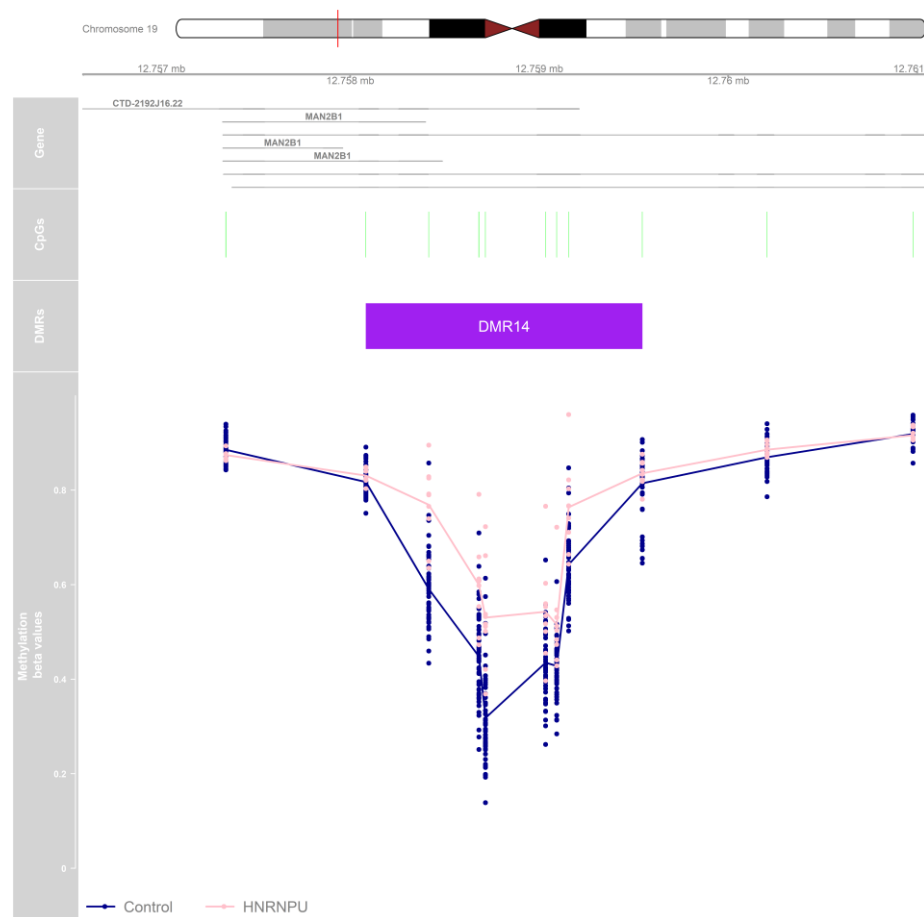 Chromosome 19
12.757 mb
12.758 mb
12.759 mb
12.76 mb
12.761
Gene
CTD-2192J16.22
MAN2B1
MAN2B1
MAN2B1
CpGs
DMRs
DMR14
Methylation
beta values
0.8
0.6
0.4
0.2
0
Control
HNRNPU